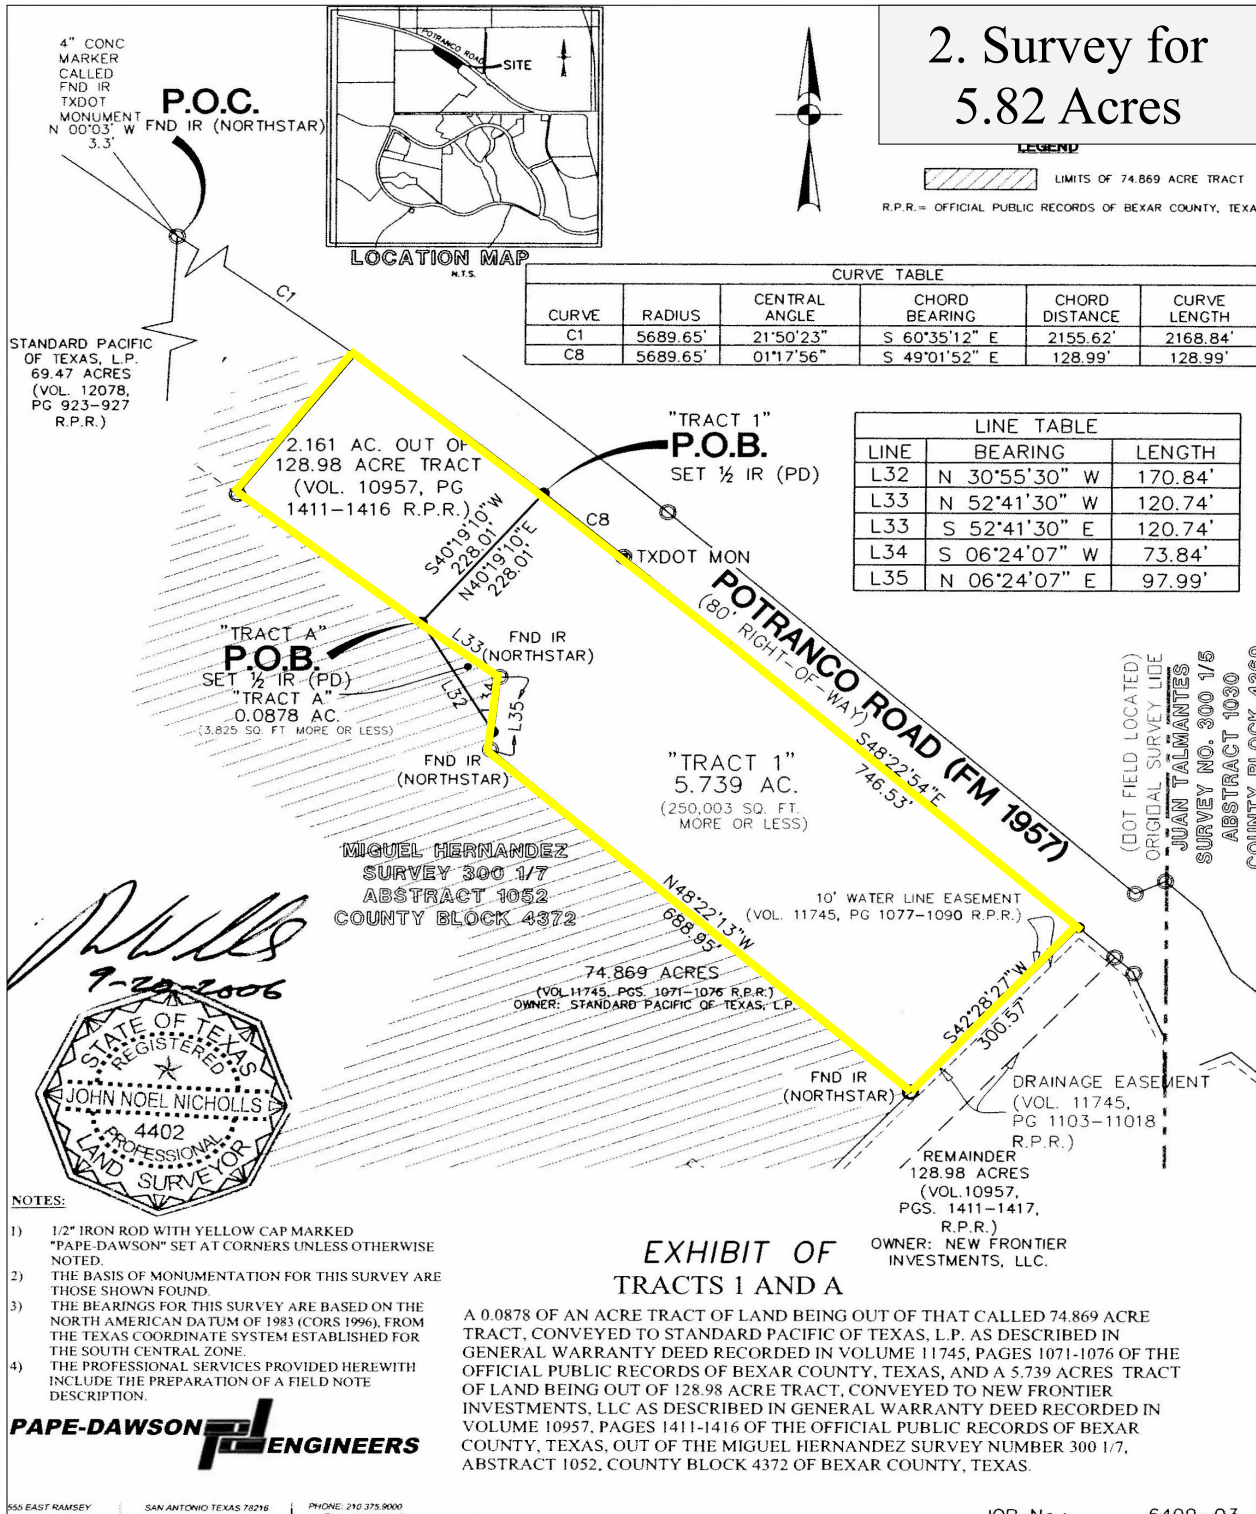 2. Survey for
5.82 Acres
4" CONC
MARKER
CALLED
FND IR
TXDOT
MONUMENT
N 00°03' W
3.3'
P.O.C.
FND IR (NORTHSTAR)
POTRANCO ROAD
SITE
LOCATION MAP
N.T.S.
LEGEND
LIMITS OF 74.869 ACRE TRACT
R.P.R.= OFFICIAL PUBLIC RECORDS OF BEXAR COUNTY, TEXA
CURVE TABLE
CURVE RADIUS CENTRAL ANGLE CHORD BEARING CHORD DISTANCE CURVE LENGTH
C1 5689.65' 21°50'23" S 60°35'12" E 2155.62' 2168.84'
C8 5689.65' 01°17'56" S 49°01'52" E 128.99' 128.99'
C1
STANDARD PACIFIC
OF TEXAS, L.P.
69.47 ACRES
(VOL. 12078,
PG 923-927
R.P.R.)
LINE TABLE
LINE BEARING LENGTH
L32 N 30°55'30" W 170.84'
L33 N 52°41'30" W 120.74'
L33 S 52°41'30" E 120.74'
L34 S 06°24'07" W 73.84'
L35 N 06°24'07" E 97.99'
2.161 AC. OUT OF
128.98 ACRE TRACT
(VOL. 10957, PG
1411-1416 R.P.R.)
"TRACT 1"
P.O.B.
SET ½ IR (PD)
S40°19'10"W
228.01'
N40°19'10"E
228.01'
C8
TXDOT MON
POTRANCO ROAD (FM 1957)
(80' RIGHT-OF-WAY)
S48°22'54"E
746.53'
"TRACT A"
P.O.B.
SET ½ IR (PD)
"TRACT A"
0.0878 AC.
(3,825 SQ. FT MORE OR LESS)
L33
FND IR
(NORTHSTAR)
L32
L34
L35
FND IR
(NORTHSTAR)
"TRACT 1"
5.739 AC.
(250,003 SQ. FT.
MORE OR LESS)
(NOT FIELD LOCATED)
ORIGINAL SURVEY LINE
JUAN TALMANTES
SURVEY NO. 300 1/5
ABSTRACT 1030
COUNTY BLOCK 4269
MIGUEL HERNANDEZ
SURVEY 300 1/7
ABSTRACT 1052
COUNTY BLOCK 4372
N48°22'13"W
688.95'
10' WATER LINE EASEMENT
(VOL. 11745, PG 1077-1090 R.P.R.)
74.869 ACRES
(VOL.11745, PGS. 1071-1076 R.P.R.)
OWNER: STANDARD PACIFIC OF TEXAS, L.P.
9-20-2006
STATE OF TEXAS
REGISTERED
JOHN NOEL NICHOLLS
4402
PROFESSIONAL
LAND SURVEYOR
S42°28'27"W
300.57'
FND IR
(NORTHSTAR)
DRAINAGE EASEMENT
(VOL. 11745,
PG 1103-11018
R.P.R.)
REMAINDER
128.98 ACRES
(VOL.10957,
PGS. 1411-1417,
R.P.R.)
OWNER: NEW FRONTIER
INVESTMENTS, LLC.
NOTES:
1) 1/2" IRON ROD WITH YELLOW CAP MARKED
"PAPE-DAWSON" SET AT CORNERS UNLESS OTHERWISE
NOTED.
2) THE BASIS OF MONUMENTATION FOR THIS SURVEY ARE
THOSE SHOWN FOUND.
3) THE BEARINGS FOR THIS SURVEY ARE BASED ON THE
NORTH AMERICAN DATUM OF 1983 (CORS 1996), FROM
THE TEXAS COORDINATE SYSTEM ESTABLISHED FOR
THE SOUTH CENTRAL ZONE.
4) THE PROFESSIONAL SERVICES PROVIDED HEREWITH
INCLUDE THE PREPARATION OF A FIELD NOTE
DESCRIPTION.
EXHIBIT OF
TRACTS 1 AND A
A 0.0878 OF AN ACRE TRACT OF LAND BEING OUT OF THAT CALLED 74.869 ACRE
TRACT, CONVEYED TO STANDARD PACIFIC OF TEXAS, L.P. AS DESCRIBED IN
GENERAL WARRANTY DEED RECORDED IN VOLUME 11745, PAGES 1071-1076 OF THE
OFFICIAL PUBLIC RECORDS OF BEXAR COUNTY, TEXAS, AND A 5.739 ACRES TRACT
OF LAND BEING OUT OF 128.98 ACRE TRACT, CONVEYED TO NEW FRONTIER
INVESTMENTS, LLC AS DESCRIBED IN GENERAL WARRANTY DEED RECORDED IN
VOLUME 10957, PAGES 1411-1416 OF THE OFFICIAL PUBLIC RECORDS OF BEXAR
COUNTY, TEXAS, OUT OF THE MIGUEL HERNANDEZ SURVEY NUMBER 300 1/7,
ABSTRACT 1052, COUNTY BLOCK 4372 OF BEXAR COUNTY, TEXAS.
PAPE-DAWSON
ENGINEERS
555 EAST RAMSEY SAN ANTONIO TEXAS 78216 PHONE: 210.375.9000